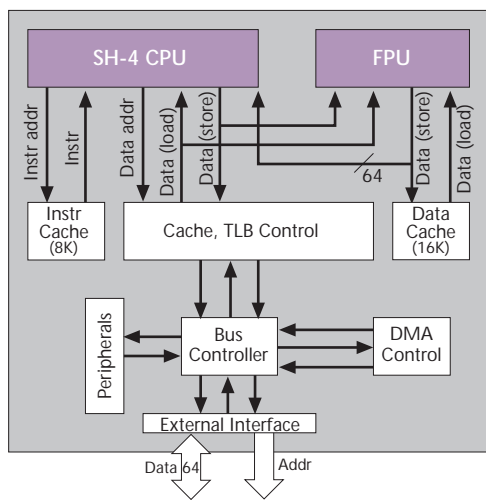 SH-4 CPU
FPU
Instr addr
Instr
Data addr
Data (load)
Data (store)
64
Data (store)
Data (load)
Instr
Cache
(8K)
Cache, TLB Control
Data
Cache
(16K)
Peripherals
Bus
Controller
DMA
Control
External Interface
Data 64
Addr